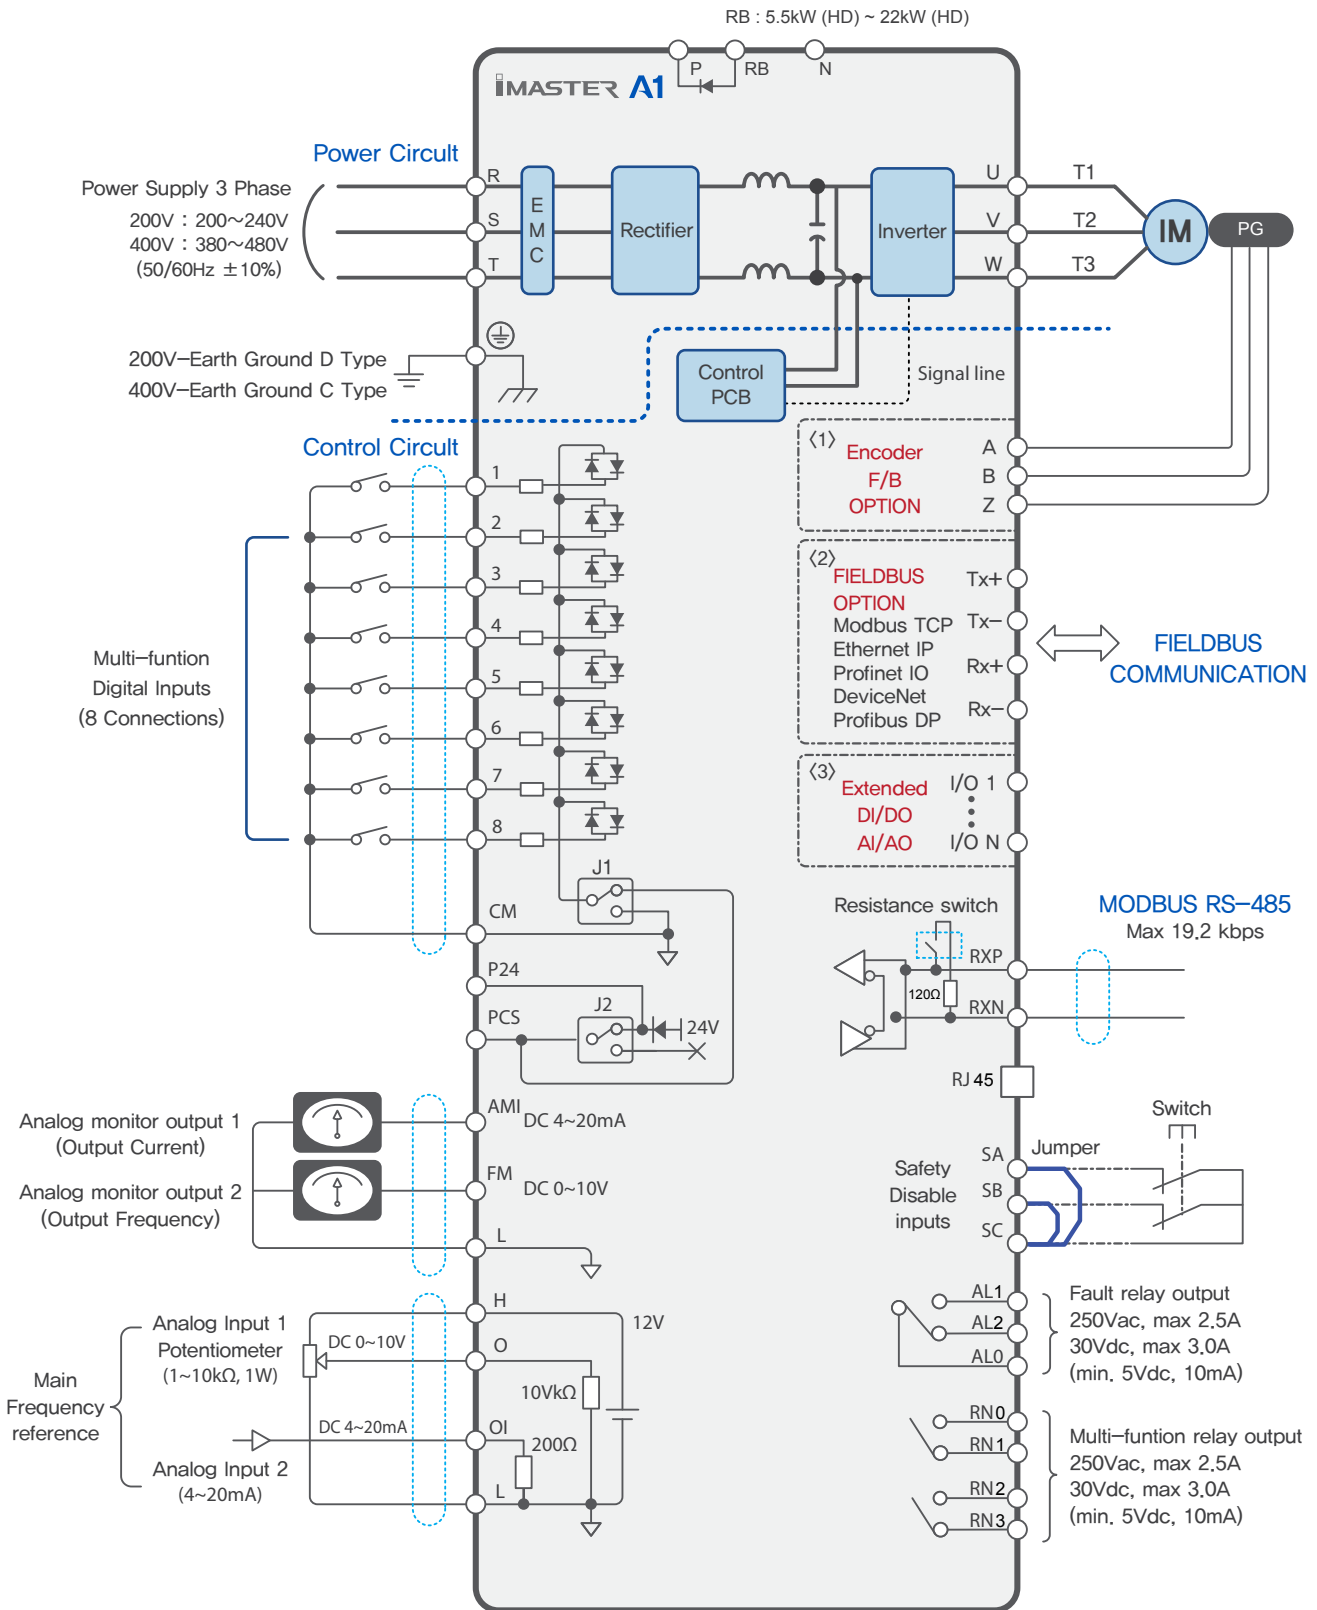 RB : 5.5kW (HD) ~ 22kW (HD)
P
RB
N
iMASTER A1
Power Circult
R
S
T
E
M
C
Rectifier
Inverter
U
V
W
T1
T2
T3
IM
PG
Power Supply 3 Phase
200V : 200~240V
400V : 380~480V
(50/60Hz ±10%)
200V-Earth Ground D Type
400V-Earth Ground C Type
Control
PCB
Signal line
Control Circult
1
2
3
4
5
6
7
8
Multi-funtion
Digital Inputs
(8 Connections)
〈1〉
Encoder
F/B
OPTION
A
B
Z
〈2〉
FIELDBUS
OPTION
Modbus TCP
Ethernet IP
Profinet IO
DeviceNet
Profibus DP
Tx+
Tx-
Rx+
Rx-
FIELDBUS
COMMUNICATION
〈3〉
Extended
DI/DO
AI/AO
I/O 1
I/O N
J1
CM
P24
PCS
J2
24V
Resistance switch
120Ω
RXP
RXN
MODBUS RS-485
Max 19.2 kbps
RJ 45
Analog monitor output 1
(Output Current)
Analog monitor output 2
(Output Frequency)
AMI
DC 4~20mA
FM
DC 0~10V
L
Safety
Disable
inputs
SA
SB
SC
Jumper
Switch
Main
Frequency
reference
Analog Input 1
Potentiometer
(1~10kΩ, 1W)
Analog Input 2
(4~20mA)
DC 0~10V
DC 4~20mA
H
O
OI
L
12V
10VkΩ
200Ω
AL1
AL2
AL0
Fault relay output
250Vac, max 2.5A
30Vdc, max 3.0A
(min. 5Vdc, 10mA)
RN0
RN1
RN2
RN3
Multi-funtion relay output
250Vac, max 2.5A
30Vdc, max 3.0A
(min. 5Vdc, 10mA)